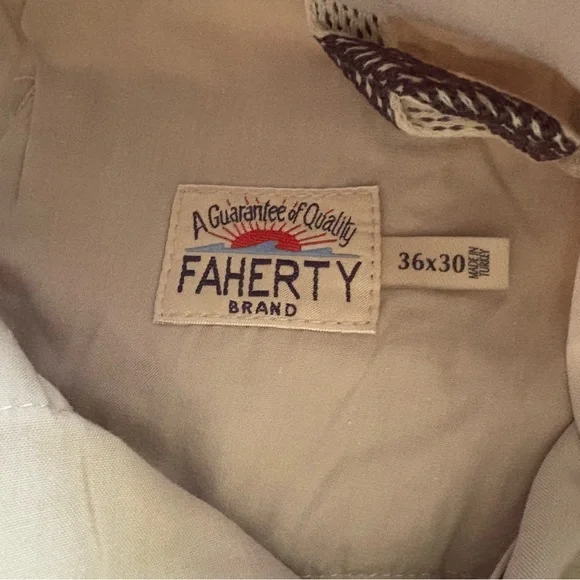 A Guarantee of Quality
FAHERTY
BRAND
36x30
MADE IN
TURKEY